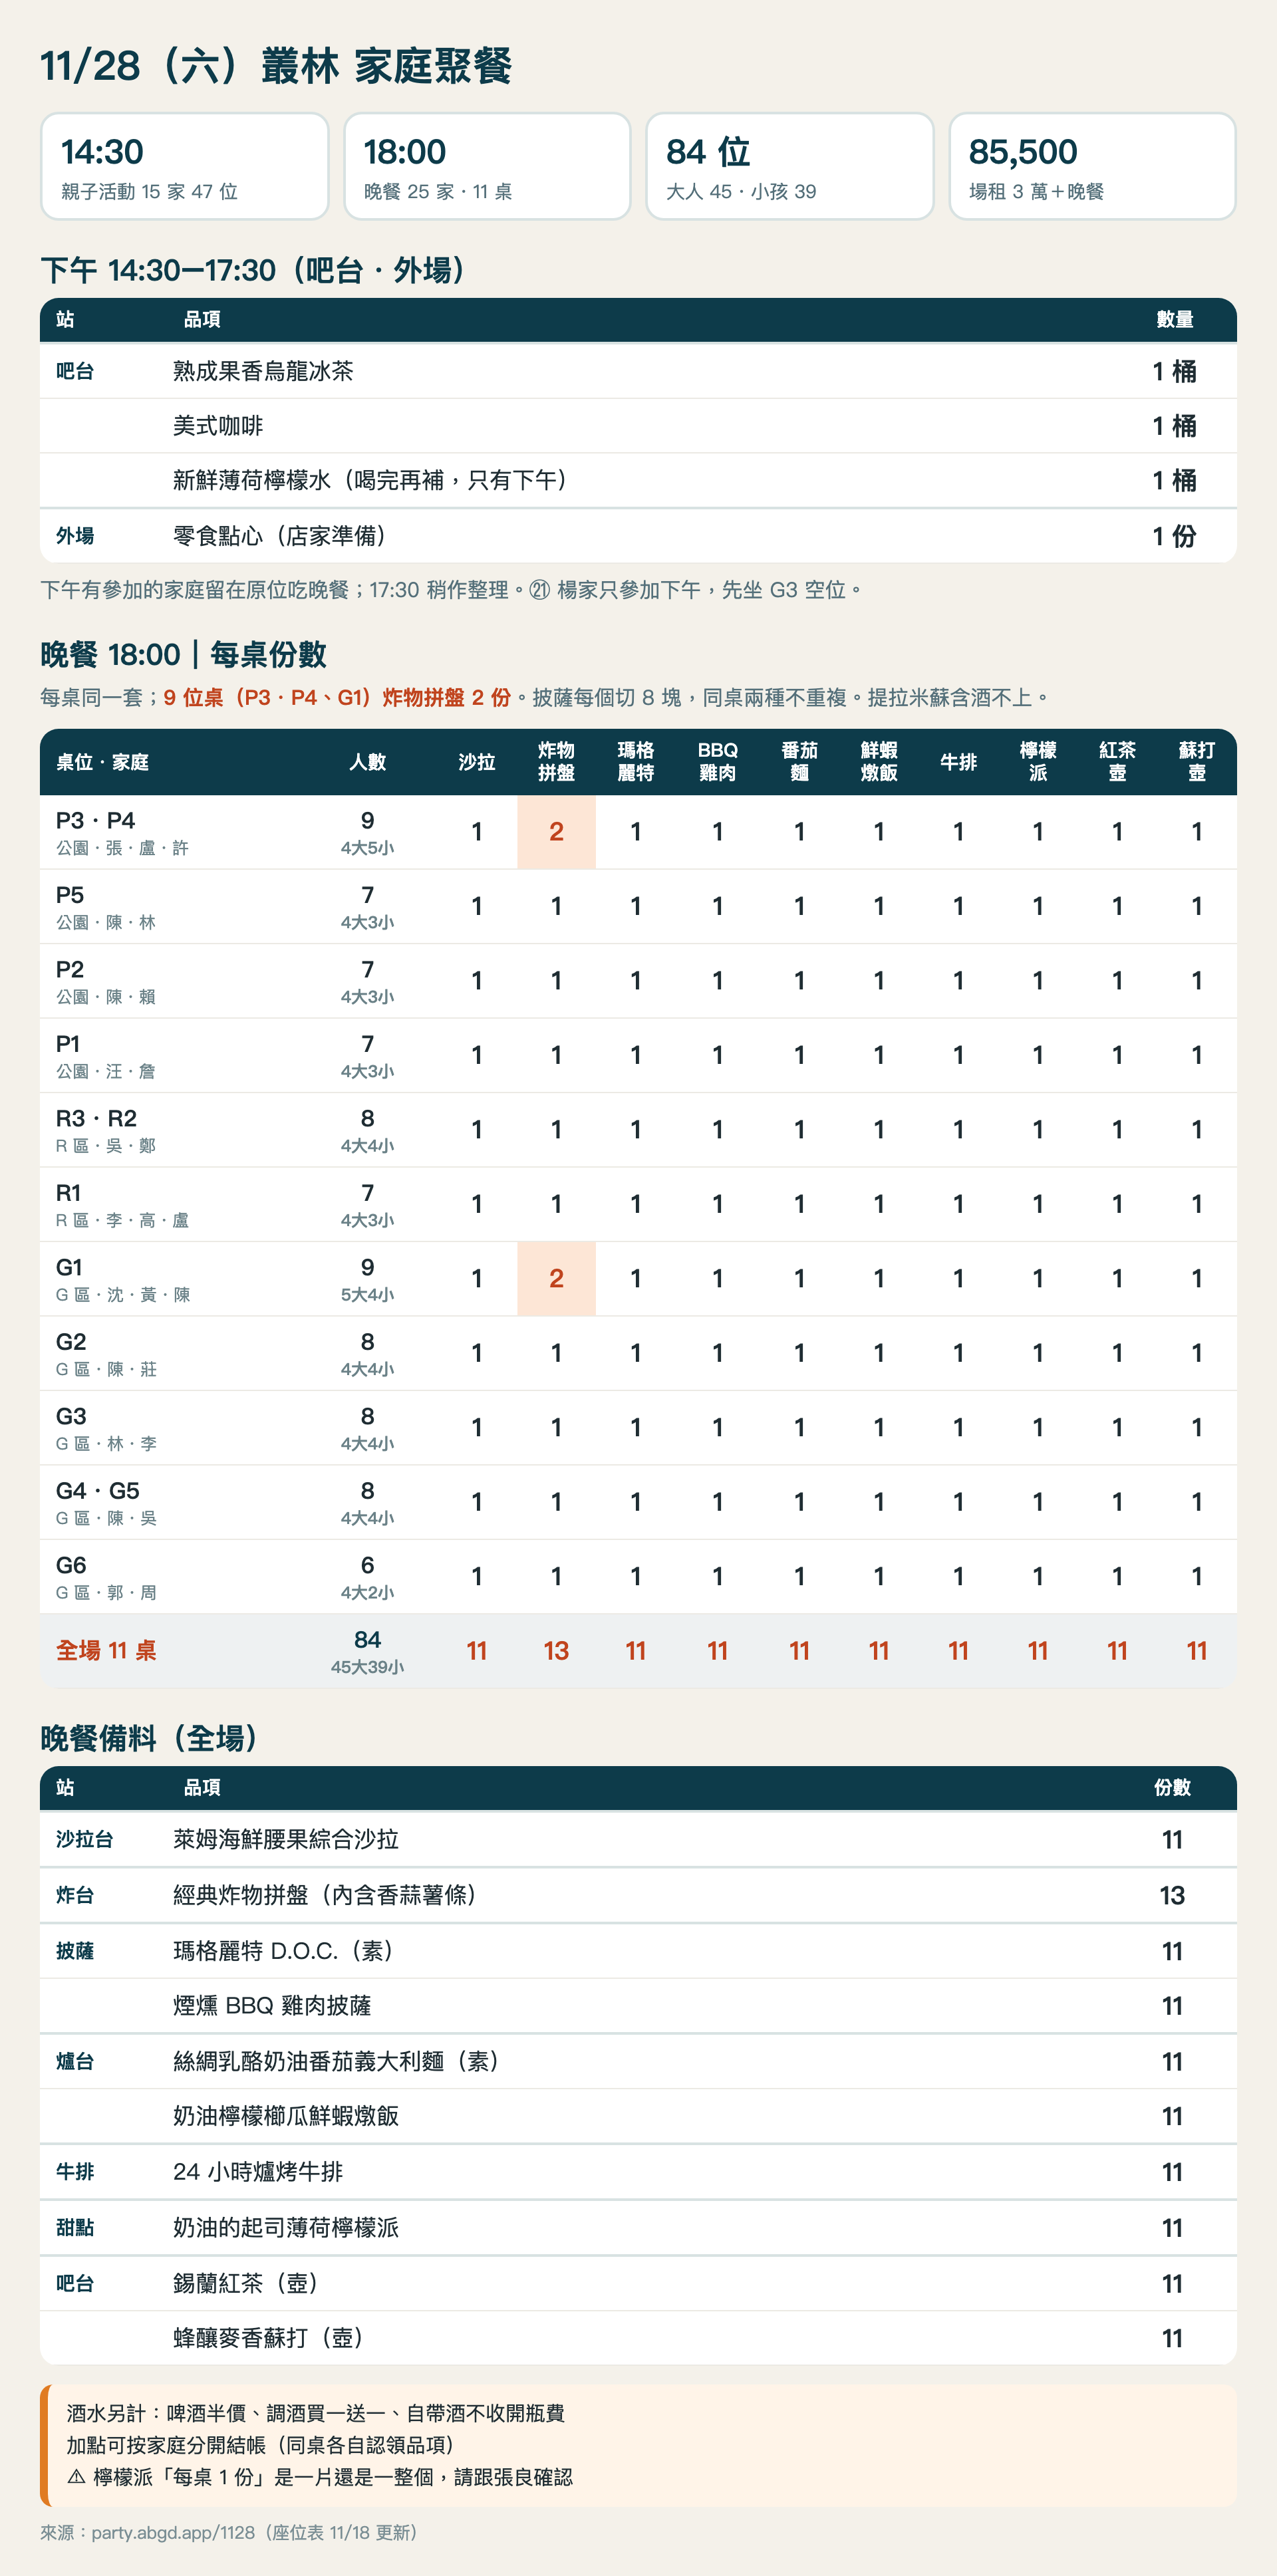 11/28（六）叢林 家庭聚餐
14:30
親子活動 15 家 47 位
18:00
晚餐 25 家 · 11 桌
84 位
大人 45 · 小孩 39
85,500
場租 3 萬＋晚餐
下午 14:30–17:30（吧台 · 外場）
站 品項 數量
吧台 熟成果香烏龍冰茶 1 桶
美式咖啡 1 桶
新鮮薄荷檸檬水（喝完再補，只有下午） 1 桶
外場 零食點心（店家準備） 1 份
下午有參加的家庭留在原位吃晚餐；17:30 稍作整理。㉑ 楊家只參加下午，先坐 G3 空位。
晚餐 18:00｜每桌份數
每桌同一套；9 位桌（P3 · P4、G1）炸物拼盤 2 份。披薩每個切 8 塊，同桌兩種不重複。提拉米蘇含酒不上。
桌位 · 家庭 人數 沙拉 炸物拼盤 瑪格麗特 BBQ雞肉 番茄麵 鮮蝦燉飯 牛排 檸檬派 紅茶壺 蘇打壺
P3 · P4 9 1 2 1 1 1 1 1 1 1 1
公園 · 張 · 盧 · 許 4大5小
P5 7 1 1 1 1 1 1 1 1 1 1
公園 · 陳 · 林 4大3小
P2 7 1 1 1 1 1 1 1 1 1 1
公園 · 陳 · 賴 4大3小
P1 7 1 1 1 1 1 1 1 1 1 1
公園 · 汪 · 詹 4大3小
R3 · R2 8 1 1 1 1 1 1 1 1 1 1
R 區 · 吳 · 鄭 4大4小
R1 7 1 1 1 1 1 1 1 1 1 1
R 區 · 李 · 高 · 盧 4大3小
G1 9 1 2 1 1 1 1 1 1 1 1
G 區 · 沈 · 黃 · 陳 5大4小
G2 8 1 1 1 1 1 1 1 1 1 1
G 區 · 陳 · 莊 4大4小
G3 8 1 1 1 1 1 1 1 1 1 1
G 區 · 林 · 李 4大4小
G4 · G5 8 1 1 1 1 1 1 1 1 1 1
G 區 · 陳 · 吳 4大4小
G6 6 1 1 1 1 1 1 1 1 1 1
G 區 · 郭 · 周 4大2小
全場 11 桌 84 11 13 11 11 11 11 11 11 11 11
45大39小
晚餐備料（全場）
站 品項 份數
沙拉台 萊姆海鮮腰果綜合沙拉 11
炸台 經典炸物拼盤（內含香蒜薯條） 13
披薩 瑪格麗特 D.O.C.（素） 11
煙燻 BBQ 雞肉披薩 11
爐台 絲綢乳酪奶油番茄義大利麵（素） 11
奶油檸檬櫛瓜鮮蝦燉飯 11
牛排 24 小時爐烤牛排 11
甜點 奶油的起司薄荷檸檬派 11
吧台 錫蘭紅茶（壺） 11
蜂釀麥香蘇打（壺） 11
酒水另計：啤酒半價、調酒買一送一、自帶酒不收開瓶費
加點可按家庭分開結帳（同桌各自認領品項）
⚠ 檸檬派「每桌 1 份」是一片還是一整個，請跟張良確認
來源：party.abgd.app/1128（座位表 11/18 更新）